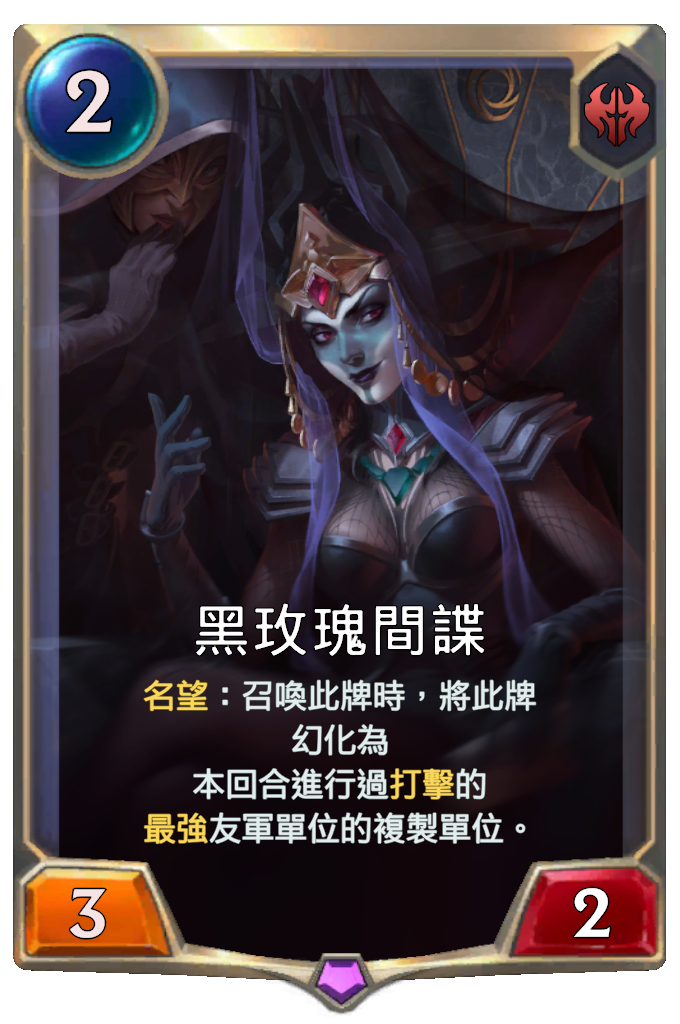 2
黑玫瑰間諜
名望：召喚此牌時，將此牌
幻化為
本回合進行過打擊的
最強友軍單位的複製單位。
3
2